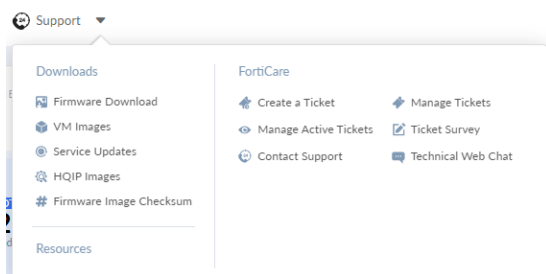 Support
Downloads
Firmware Download
VM Images
Service Updates
HQIP Images
Firmware Image Checksum
Resources
FortiCare
Create a Ticket
Manage Tickets
Manage Active Tickets
Ticket Survey
Contact Support
Technical Web Chat